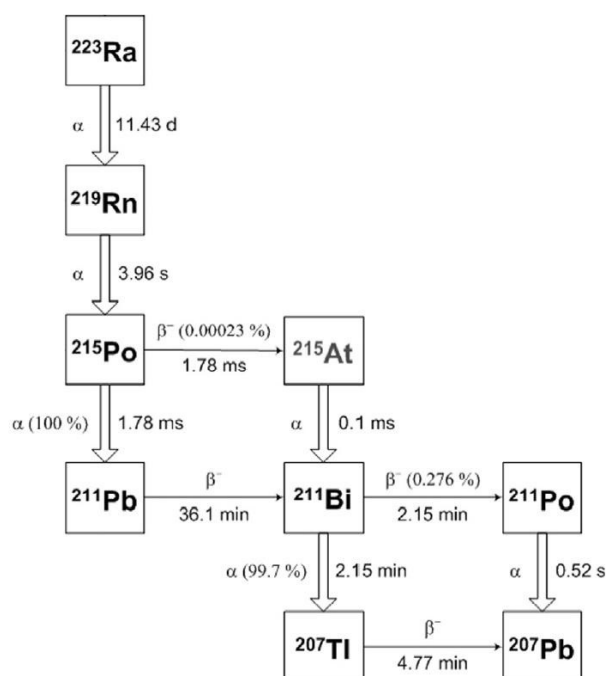 ²²³Ra
α 11.43 d
²¹⁹Rn
α 3.96 s
²¹⁵Po β⁻ (0.00023 %) ²¹⁵At
1.78 ms
α (100 %) 1.78 ms α 0.1 ms
²¹¹Pb β⁻ ²¹¹Bi β⁻ (0.276 %) ²¹¹Po
36.1 min 2.15 min
α (99.7 %) 2.15 min α 0.52 s
²⁰⁷Tl β⁻ ²⁰⁷Pb
4.77 min